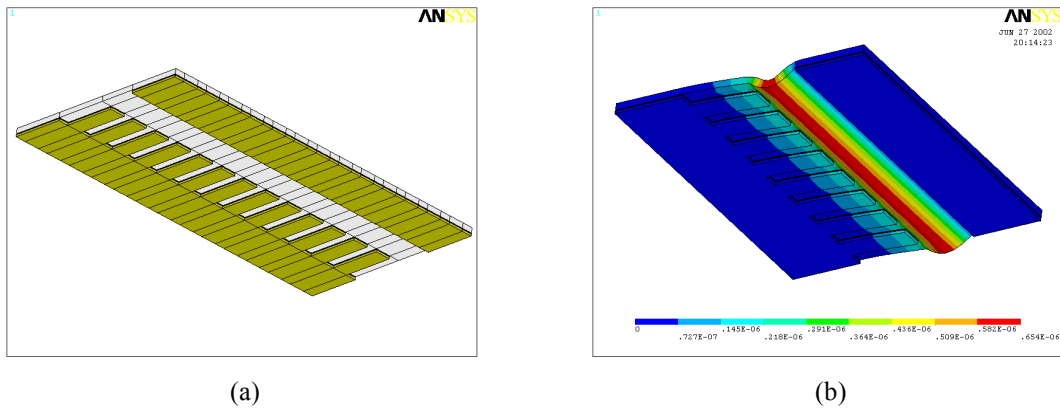 1
ANSYS
(a)
1
ANSYS
JUN 27 2002
20:14:23
0 .145E-06 .291E-06 .436E-06 .582E-06
.727E-07 .218E-06 .364E-06 .509E-06 .654E-06
(b)